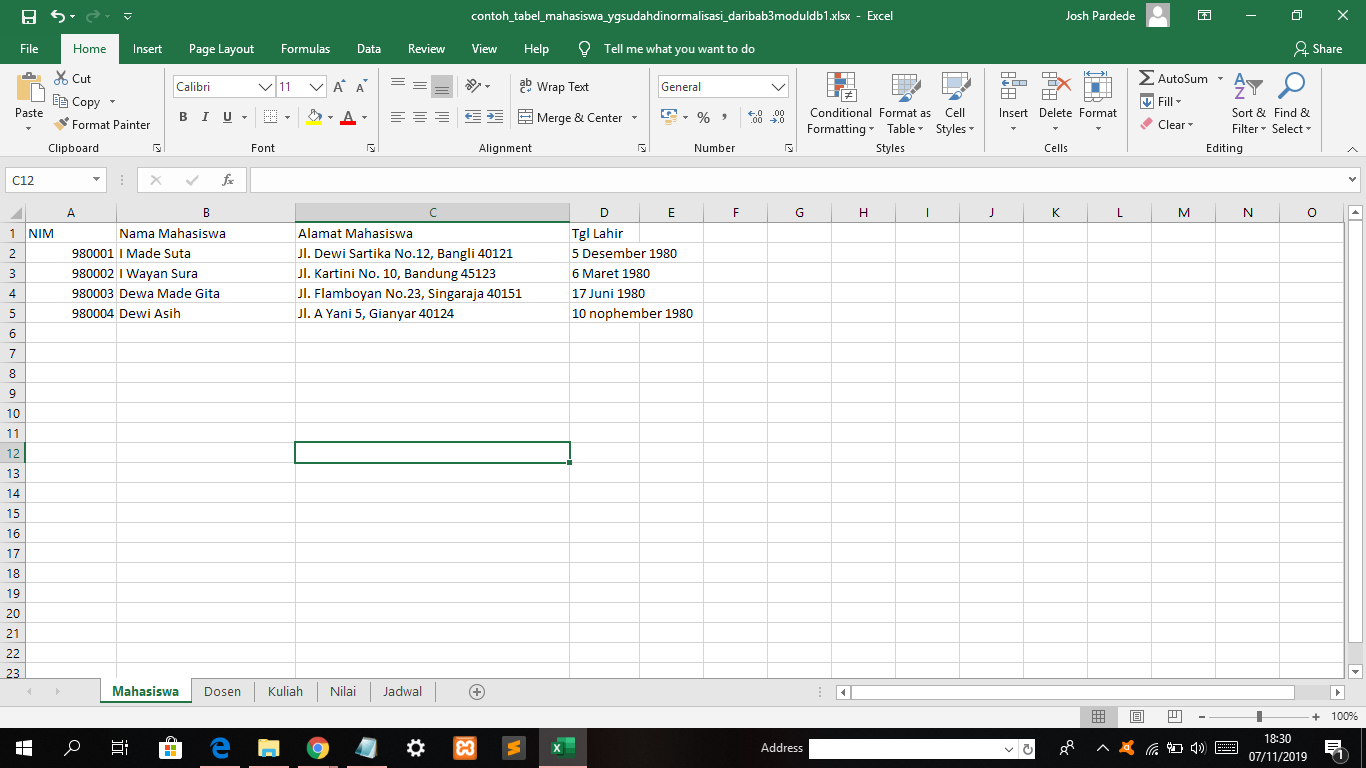 contoh_tabel_mahasiswa_ygsudahdinormalisasi_daribab3moduldb1.xlsx - Excel Josh Pardede
File Home Insert Page Layout Formulas Data Review View Help Tell me what you want to do Share
Paste Cut Copy Format Painter Clipboard
Calibri 11 A A B I U A Font
ab Wrap Text Merge & Center Alignment
General % , .00 .0 Number
Conditional Formatting Format as Table Cell Styles Styles
Insert Delete Format Cells
AutoSum Fill Clear Sort & Filter Find & Select Editing
C12 fx
A B C D E F G H I J K L M N O
1 NIM Nama Mahasiswa Alamat Mahasiswa Tgl Lahir
2 980001 I Made Suta Jl. Dewi Sartika No.12, Bangli 40121 5 Desember 1980
3 980002 I Wayan Sura Jl. Kartini No. 10, Bandung 45123 6 Maret 1980
4 980003 Dewa Made Gita Jl. Flamboyan No.23, Singaraja 40151 17 Juni 1980
5 980004 Dewi Asih Jl. A Yani 5, Gianyar 40124 10 nophember 1980
6
7
8
9
10
11
12
13
14
15
16
17
18
19
20
21
22
23
Mahasiswa Dosen Kuliah Nilai Jadwal
100%
Address 18:30
07/11/2019 1